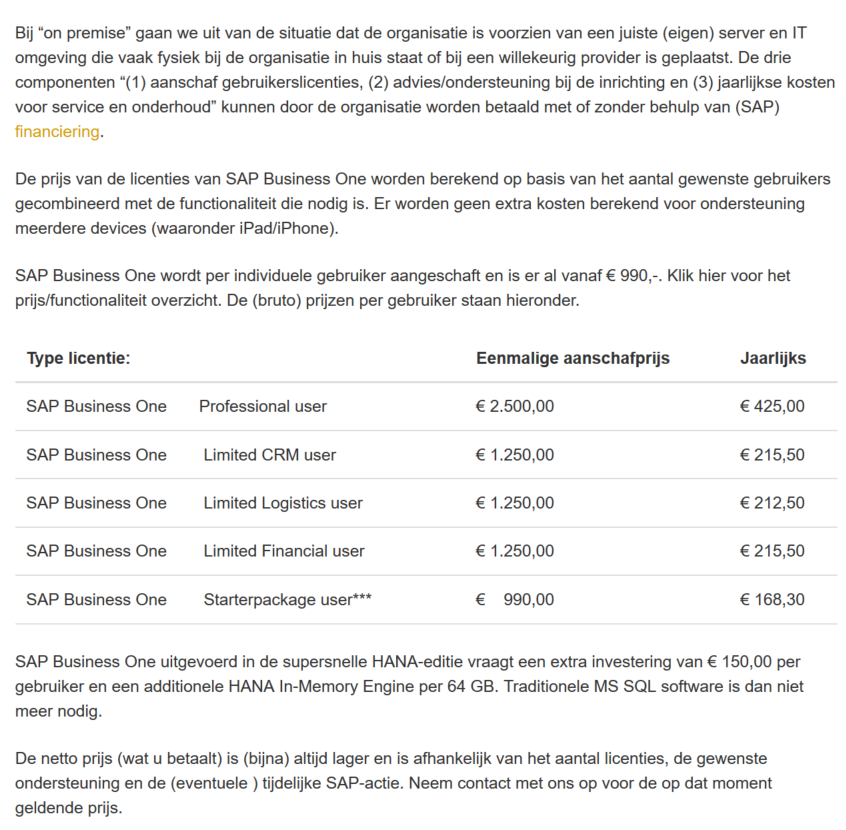 Bij “on premise” gaan we uit van de situatie dat de organisatie is voorzien van een juiste (eigen) server en IT
omgeving die vaak fysiek bij de organisatie in huis staat of bij een willekeurig provider is geplaatst. De drie
componenten “(1) aanschaf gebruikerslicenties, (2) advies/ondersteuning bij de inrichting en (3) jaarlijkse kosten
voor service en onderhoud” kunnen door de organisatie worden betaald met of zonder behulp van (SAP)
financiering.
De prijs van de licenties van SAP Business One worden berekend op basis van het aantal gewenste gebruikers
gecombineerd met de functionaliteit die nodig is. Er worden geen extra kosten berekend voor ondersteuning
meerdere devices (waaronder iPad/iPhone).
SAP Business One wordt per individuele gebruiker aangeschaft en is er al vanaf € 990,-. Klik hier voor het
prijs/functionaliteit overzicht. De (bruto) prijzen per gebruiker staan hieronder.
Type licentie: Eenmalige aanschafprijs Jaarlijks
SAP Business One Professional user € 2.500,00 € 425,00
SAP Business One Limited CRM user € 1.250,00 € 215,50
SAP Business One Limited Logistics user € 1.250,00 € 212,50
SAP Business One Limited Financial user € 1.250,00 € 215,50
SAP Business One Starterpackage user*** € 990,00 € 168,30
SAP Business One uitgevoerd in de supersnelle HANA-editie vraagt een extra investering van € 150,00 per
gebruiker en een additionele HANA In-Memory Engine per 64 GB. Traditionele MS SQL software is dan niet
meer nodig.
De netto prijs (wat u betaalt) is (bijna) altijd lager en is afhankelijk van het aantal licenties, de gewenste
ondersteuning en de (eventuele ) tijdelijke SAP-actie. Neem contact met ons op voor de op dat moment
geldende prijs.